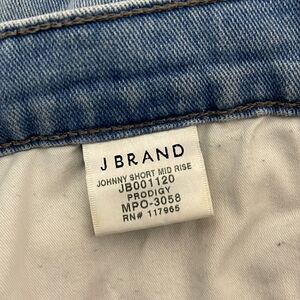 J BRAND
JOHNNY SHORT MID RISE
JB001120
PRODIGY
MPO-3058
RN# 117965